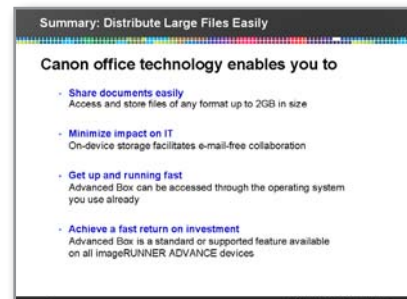 Summary: Distribute Large Files Easily
Canon office technology enables you to
- Share documents easily
Access and store files of any format up to 2GB in size
- Minimize impact on IT
On-device storage facilitates e-mail-free collaboration
- Get up and running fast
Advanced Box can be accessed through the operating system
you use already
- Achieve a fast return on investment
Advanced Box is a standard or supported feature available
on all imageRUNNER ADVANCE devices